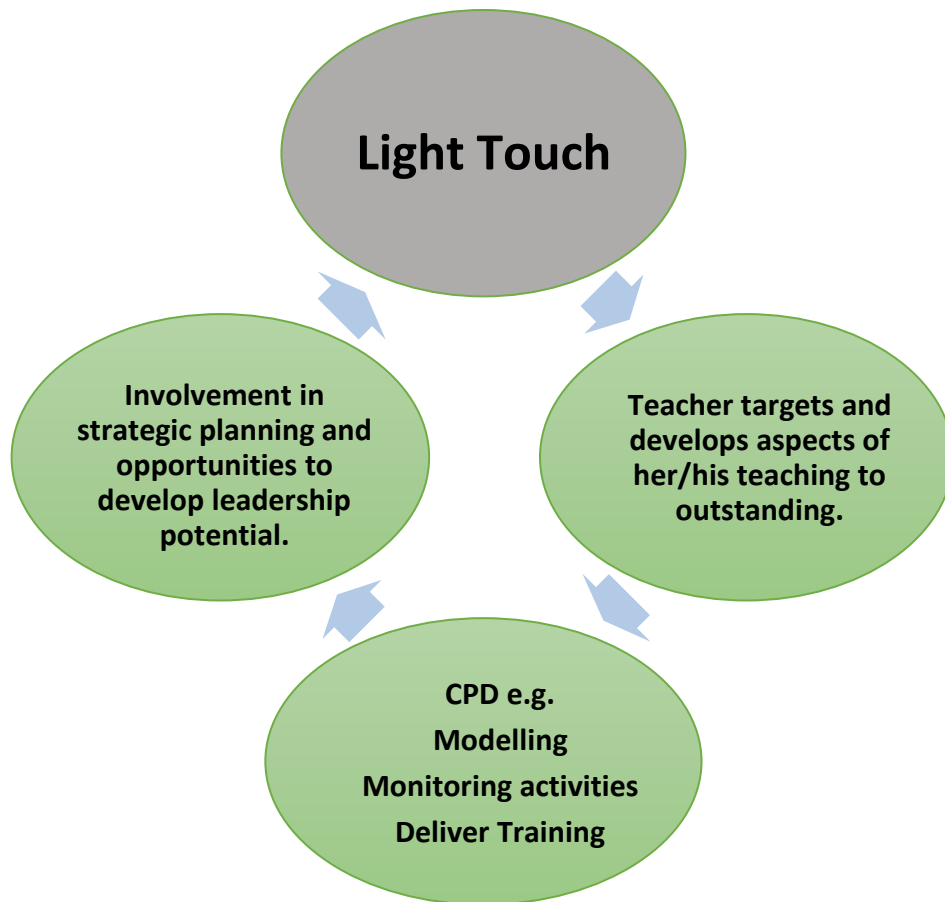 Light Touch
Teacher targets and
develops aspects of
her/his teaching to
outstanding.
CPD e.g.
Modelling
Monitoring activities
Deliver Training
Involvement in
strategic planning and
opportunities to
develop leadership
potential.